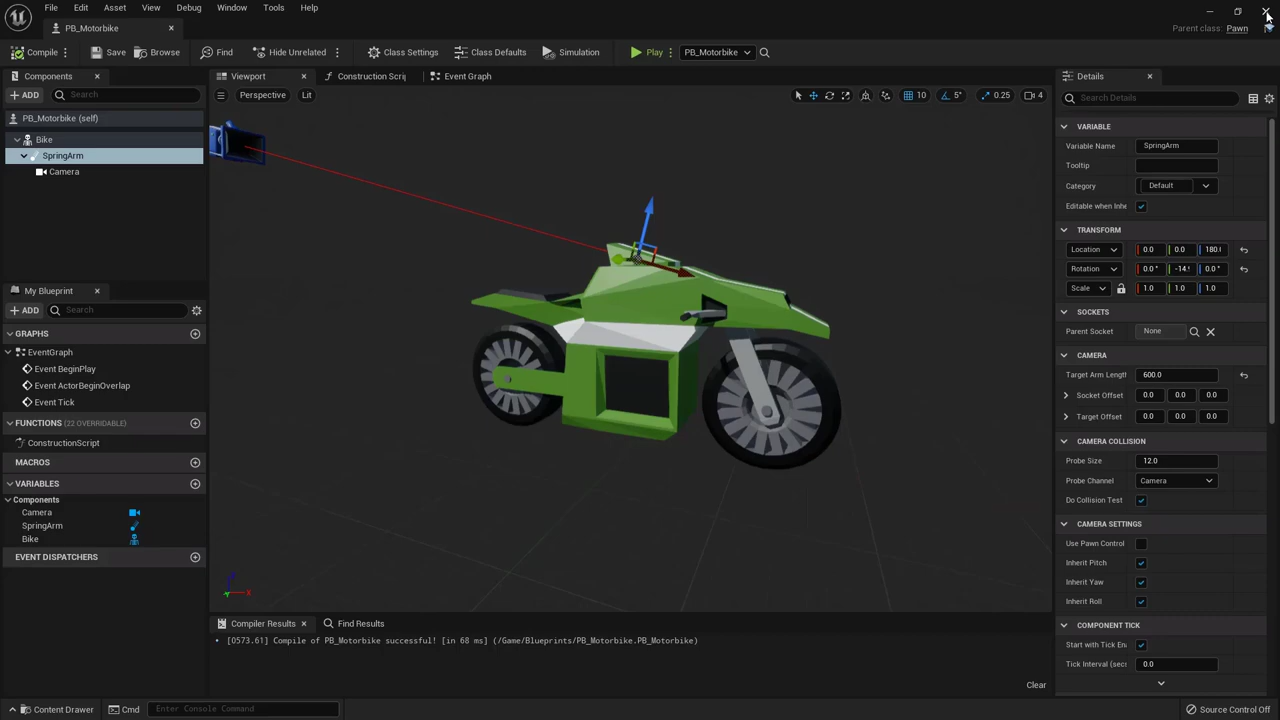 File Edit Asset View Debug Window Tools Help
PB_Motorbike
Parent class: Pawn
Compile Save Browse Find Hide Unrelated Class Settings Class Defaults Simulation Play PB_Motorbike
Components
ADD Search
PB_Motorbike (self)
Bike
SpringArm
Camera
My Blueprint
ADD Search
GRAPHS
EventGraph
Event BeginPlay
Event ActorBeginOverlap
Event Tick
FUNCTIONS (22 OVERRIDABLE)
ConstructionScript
MACROS
VARIABLES
Components
Camera
SpringArm
Bike
EVENT DISPATCHERS
Viewport Construction Scrip Event Graph
Perspective Lit 10 5° 0.25 4
Z X
Compiler Results Find Results
[0573.61] Compile of PB_Motorbike successful! [in 68 ms] (/Game/Blueprints/PB_Motorbike.PB_Motorbike)
Clear
Details
Search Details
VARIABLE
Variable Name SpringArm
Tooltip
Category Default
Editable when Inhe
TRANSFORM
Location 0.0 0.0 180.(
Rotation 0.0 ° 0.0 °
Scale 1.0 1.0 1.0
SOCKETS
Parent Socket None
CAMERA
Target Arm Length 600.0
Socket Offset 0.0 0.0 0.0
Target Offset 0.0 0.0 0.0
CAMERA COLLISION
Probe Size 12.0
Probe Channel Camera
Do Collision Test
CAMERA SETTINGS
Use Pawn Control
Inherit Pitch
Inherit Yaw
Inherit Roll
COMPONENT TICK
Start with Tick En
Tick Interval (secs 0.0
Content Drawer Cmd Enter Console Command Source Control Off